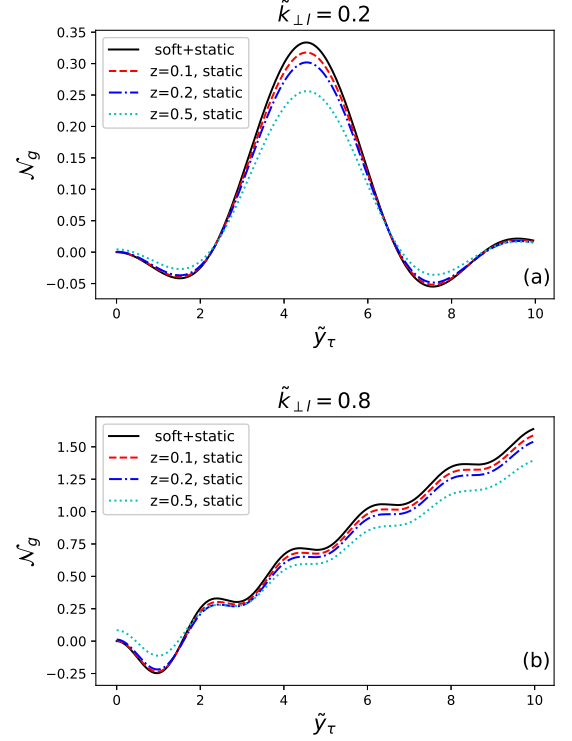 k̃⊥l = 0.2
0.35
0.30
0.25
0.20
0.15
0.10
0.05
0.00
−0.05
𝒩g
soft+static
z=0.1, static
z=0.2, static
z=0.5, static
(a)
0 2 4 6 8 10
ỹτ
k̃⊥l = 0.8
1.50
1.25
1.00
0.75
0.50
0.25
0.00
−0.25
𝒩g
soft+static
z=0.1, static
z=0.2, static
z=0.5, static
(b)
0 2 4 6 8 10
ỹτ